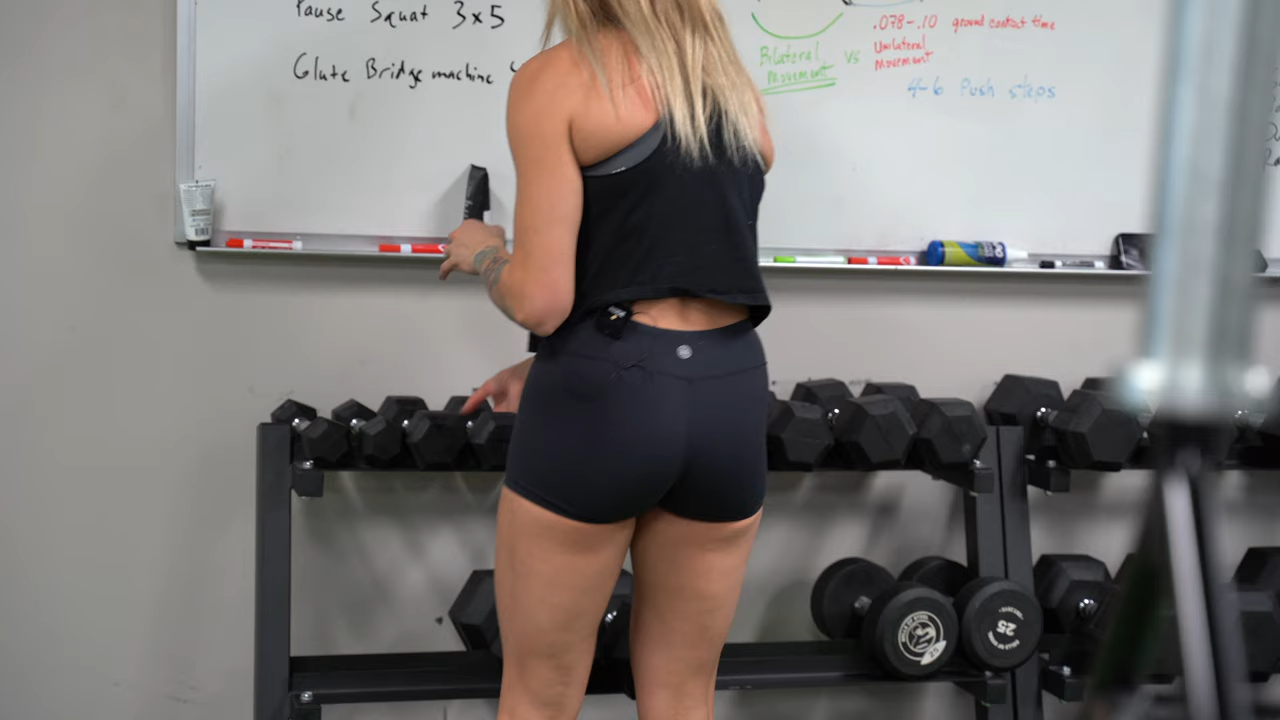 Pause Squat 3x5
Glute Bridge machine
.078-.10 ground contact time
Bilateral Movement vs Unilateral Movement
4-6 Push steps
25